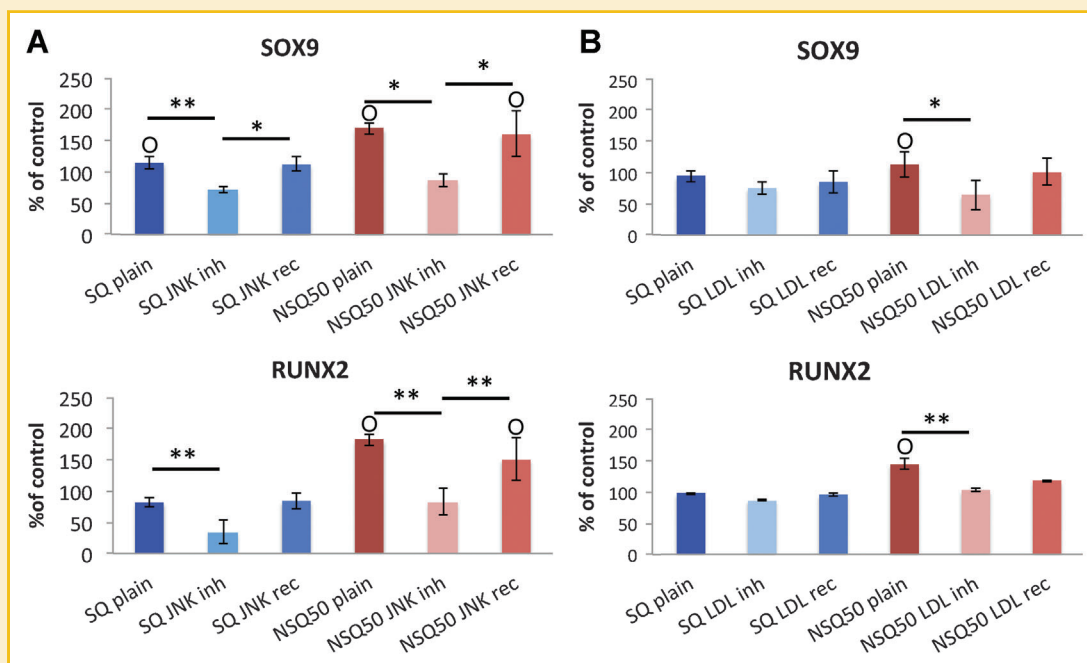 A
SOX9
250
200
150
100
50
0
% of control
**
*
*
*
O
O
O
SQ plain
SQ JNK inh
SQ JNK rec
NSQ50 plain
NSQ50 JNK inh
NSQ50 JNK rec
RUNX2
250
200
150
100
50
0
%of control
**
**
**
O
O
SQ plain
SQ JNK inh
SQ JNK rec
NSQ50 plain
NSQ50 JNK inh
NSQ50 JNK rec
B
SOX9
250
200
150
100
50
0
% of control
*
O
SQ plain
SQ LDL inh
SQ LDL rec
NSQ50 plain
NSQ50 LDL inh
NSQ50 LDL rec
RUNX2
250
200
150
100
50
0
% of control
**
O
SQ plain
SQ LDL inh
SQ LDL rec
NSQ50 plain
NSQ50 LDL inh
NSQ50 LDL rec